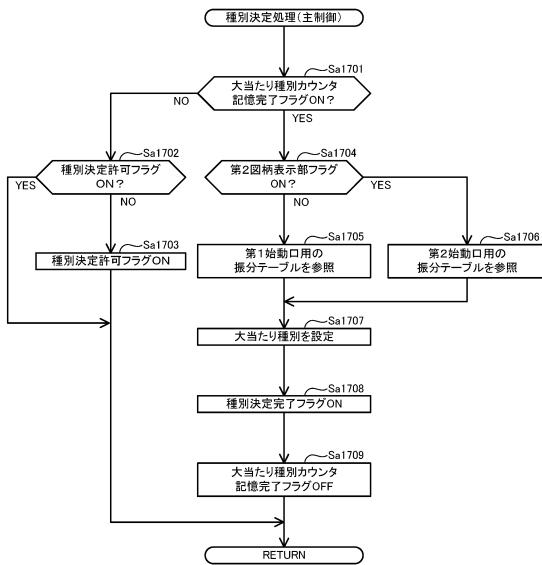 種別決定処理(主制御)
Sa1701
大当たり種別カウンタ
記憶完了フラグON?
NO
YES
Sa1702
種別決定許可フラグ
ON?
YES
NO
Sa1704
第2図柄表示部フラグ
ON?
YES
NO
Sa1703
種別決定許可フラグON
Sa1705
第1始動口用の
振分テーブルを参照
Sa1706
第2始動口用の
振分テーブルを参照
Sa1707
大当たり種別を設定
Sa1708
種別決定完了フラグON
Sa1709
大当たり種別カウンタ
記憶完了フラグOFF
RETURN